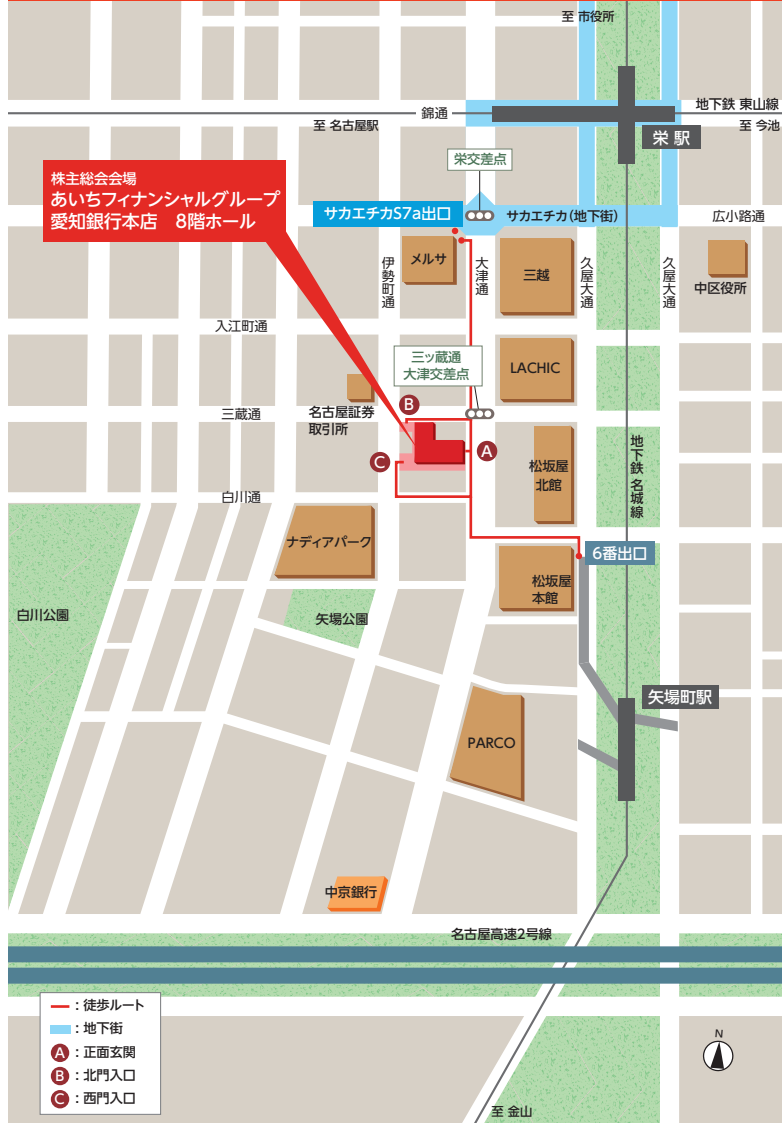 至 市役所
地下鉄 東山線
錦通
至 名古屋駅
至 今池
栄 駅
栄交差点
株主総会会場
あいちフィナンシャルグループ
愛知銀行本店 8階ホール
サカエチカS7a出口
サカエチカ(地下街)
広小路通
メルサ
伊勢町通
大津通
三越
久屋大通
久屋大通
中区役所
入江町通
三ッ蔵通
大津交差点
LACHIC
三蔵通
名古屋証券
取引所
B
A
C
松坂屋
北館
地下鉄 名城線
白川通
ナディアパーク
6番出口
松坂屋
本館
白川公園
矢場公園
矢場町駅
PARCO
中京銀行
名古屋高速2号線
:徒歩ルート
:地下街
A:正面玄関
B:北門入口
C:西門入口
N
至 金山